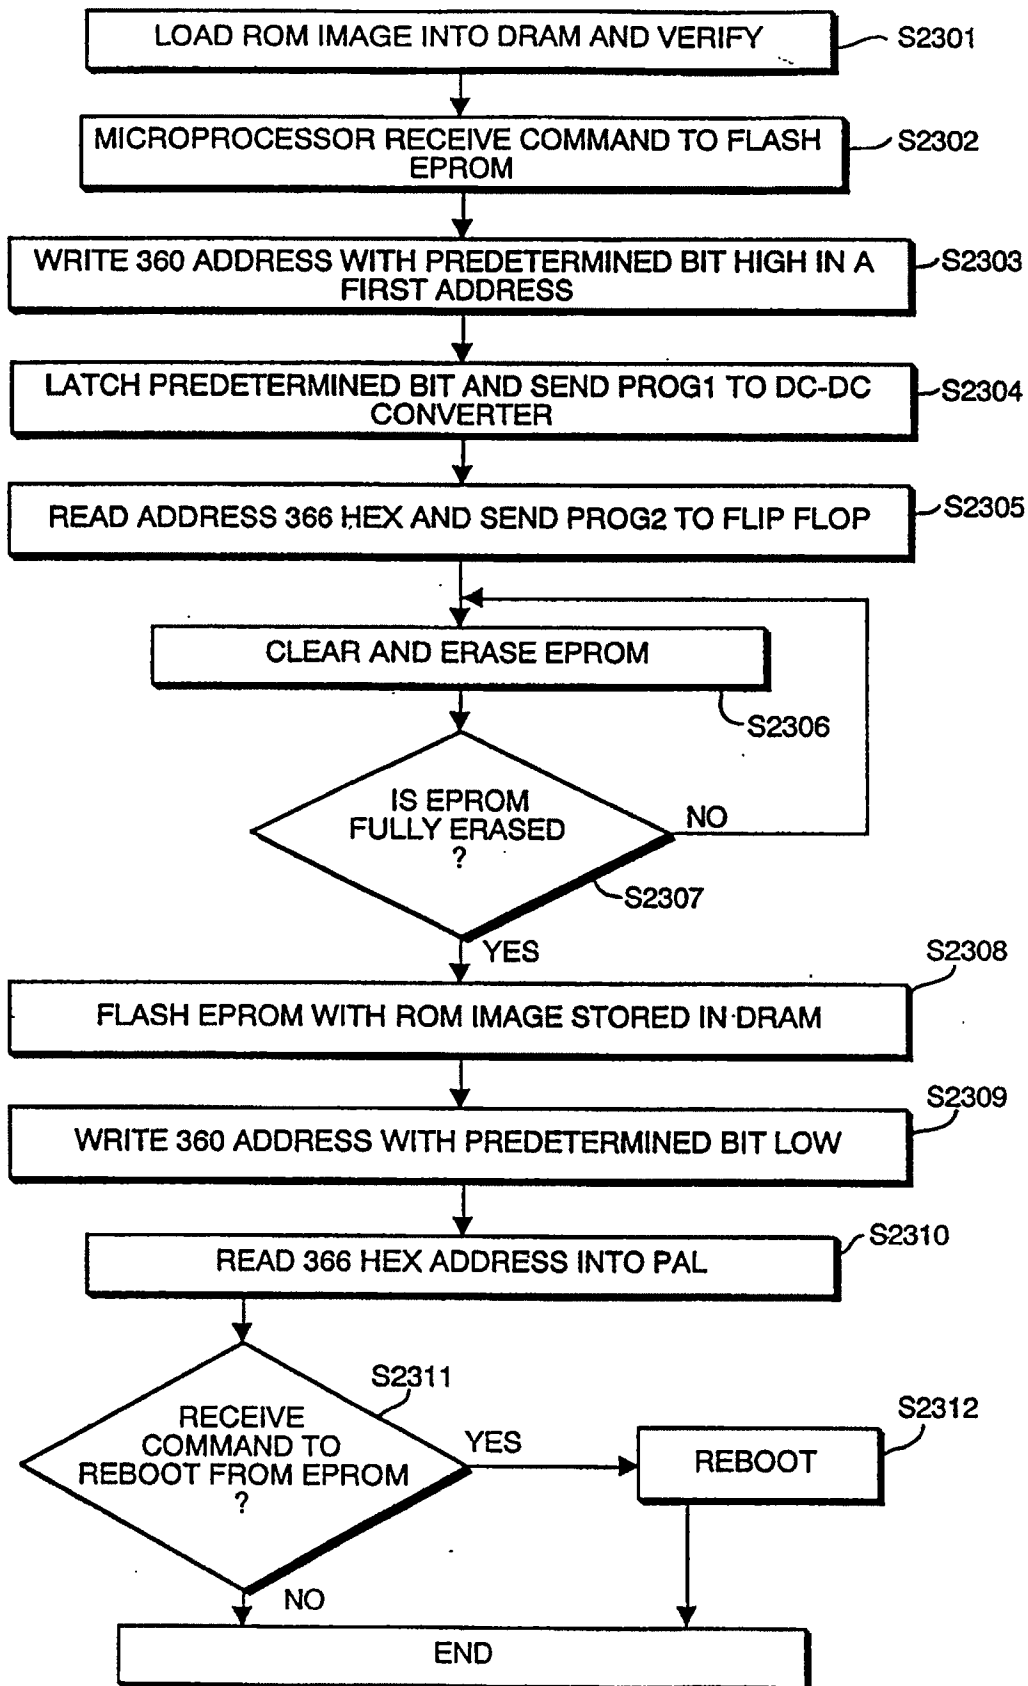 LOAD ROM IMAGE INTO DRAM AND VERIFY
S2301
MICROPROCESSOR RECEIVE COMMAND TO FLASH
EPROM
S2302
WRITE 360 ADDRESS WITH PREDETERMINED BIT HIGH IN A
FIRST ADDRESS
S2303
LATCH PREDETERMINED BIT AND SEND PROG1 TO DC-DC
CONVERTER
S2304
READ ADDRESS 366 HEX AND SEND PROG2 TO FLIP FLOP
S2305
CLEAR AND ERASE EPROM
S2306
IS EPROM
FULLY ERASED
?
NO
S2307
YES
S2308
FLASH EPROM WITH ROM IMAGE STORED IN DRAM
S2309
WRITE 360 ADDRESS WITH PREDETERMINED BIT LOW
S2310
READ 366 HEX ADDRESS INTO PAL
S2311
RECEIVE
COMMAND TO
REBOOT FROM EPROM
?
YES
S2312
REBOOT
NO
END